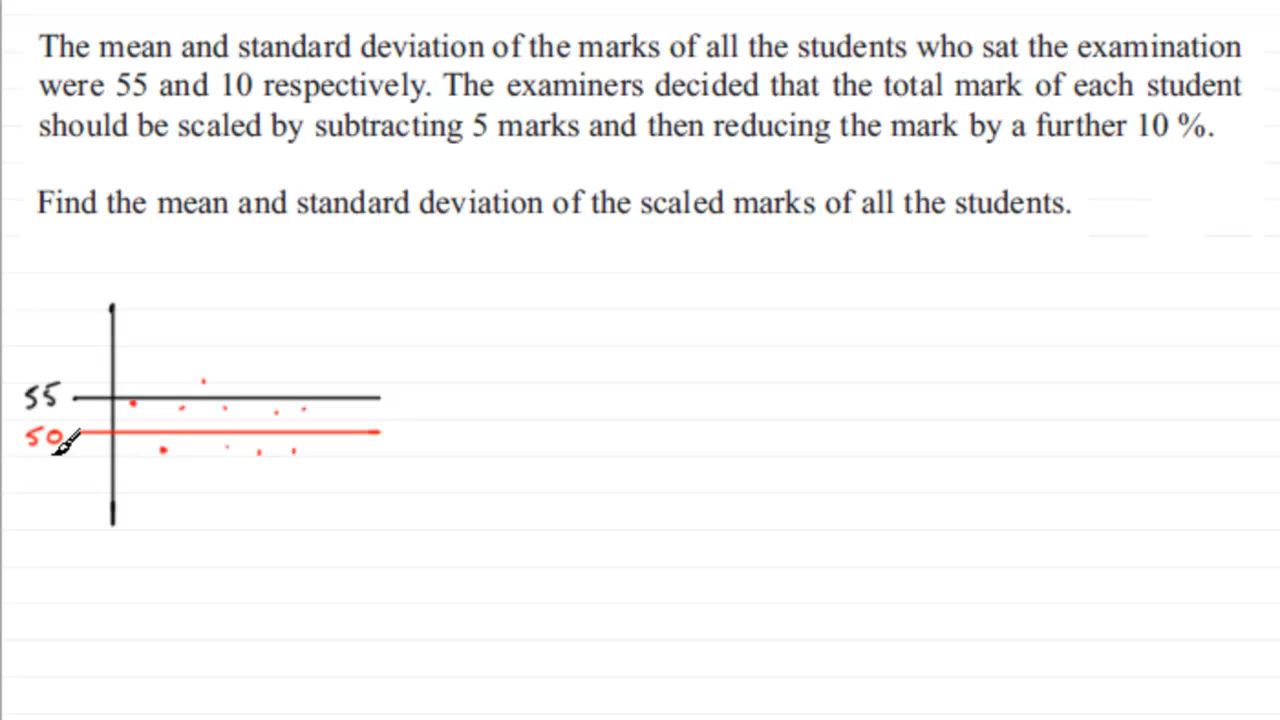 The mean and standard deviation of the marks of all the students who sat the examination
were 55 and 10 respectively. The examiners decided that the total mark of each student
should be scaled by subtracting 5 marks and then reducing the mark by a further 10 %.
Find the mean and standard deviation of the scaled marks of all the students.
55
50